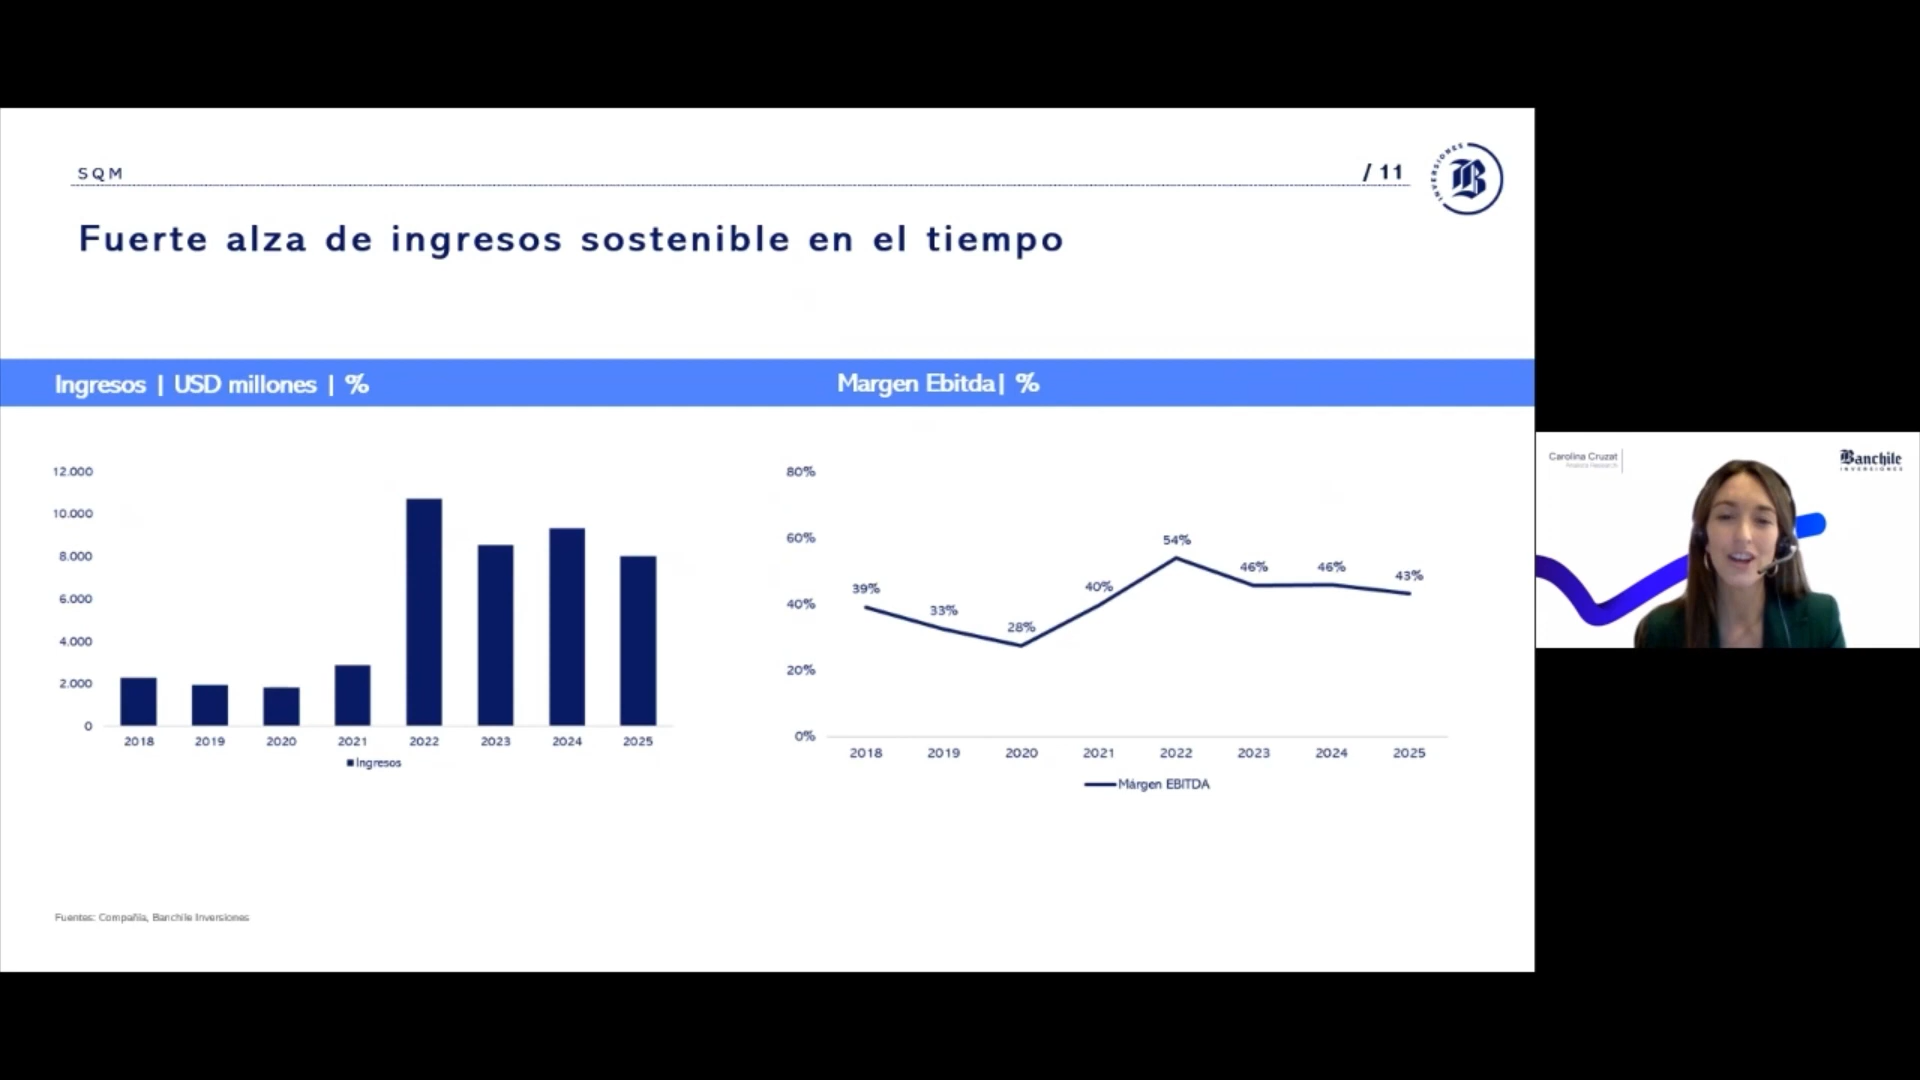 SQM
/ 11
INVERSIONES
B
Fuerte alza de ingresos sostenible en el tiempo
Ingresos | USD millones | %
Margen Ebitda| %
12.000
10.000
8.000
6.000
4.000
2.000
0
2018 2019 2020 2021 2022 2023 2024 2025
Ingresos
80%
60%
40%
20%
0%
39%
33%
28%
40%
54%
46%
46%
43%
2018 2019 2020 2021 2022 2023 2024 2025
Márgen EBITDA
Fuentes: Compañía, Banchile Inversiones
Carolina Cruzat
Analista Research
Banchile
INVERSIONES